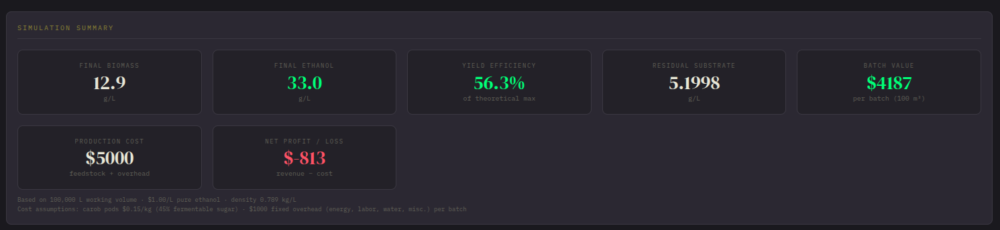 SIMULATION SUMMARY
FINAL BIOMASS
12.9
g/L
FINAL ETHANOL
33.0
g/L
YIELD EFFICIENCY
56.3%
of theoretical max
RESIDUAL SUBSTRATE
5.1998
g/L
BATCH VALUE
$4187
per batch (100 m³)
PRODUCTION COST
$5000
feedstock + overhead
NET PROFIT / LOSS
$-813
revenue − cost
Based on 100,000 L working volume · $1.00/L pure ethanol · density 0.789 kg/L
Cost assumptions: carob pods $0.15/kg (45% fermentable sugar) · $1000 fixed overhead (energy, labor, water, misc.) per batch